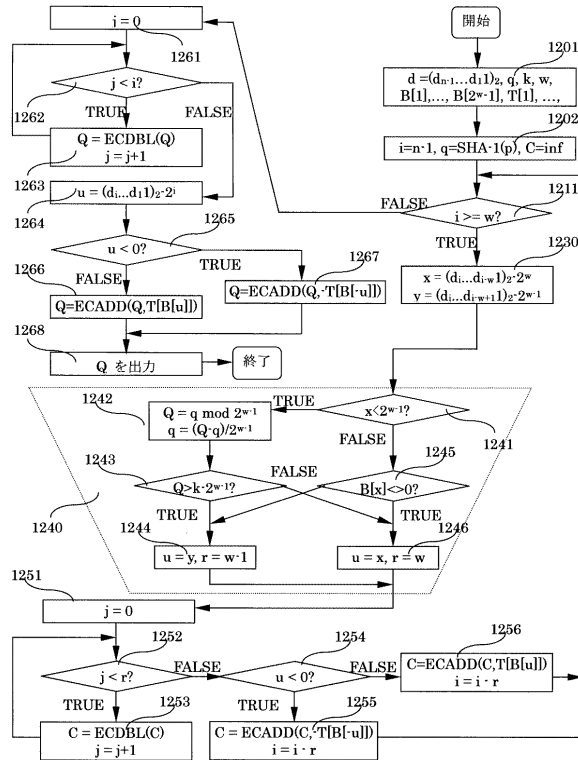 開始
1201
d =(dn-1…d11)2, q, k, w,
B[1],…, B[2w-1], T[1], …,
1202
i=n-1, q=SHA-1(p), C=inf
1211
FALSE
i >= w?
TRUE
1230
x = (di…di-w1)2-2w
y = (di…di-w+11)2-2w-1
j = 0
1261
j < i?
1262
TRUE
FALSE
Q = ECDBL(Q)
j = j+1
1263
u = (di…d11)2-2i
1264
1265
u < 0?
1266
FALSE
TRUE
1267
Q=ECADD(Q,T[B[u]])
Q=ECADD(Q,-T[B[-u]])
1268
Q を出力
終了
1242
Q = q mod 2w-1
q = (Q-q)/2w-1
TRUE
x<2w-1?
1241
FALSE
1243
1245
Q>k-2w-1?
FALSE
B[x]<>0?
1240
TRUE
TRUE
1244
1246
u = y, r = w-1
u = x, r = w
1251
j = 0
1252
1254
1256
j < r?
FALSE
u < 0?
FALSE
C=ECADD(C,T[B[u]])
i = i - r
TRUE
1253
TRUE
1255
C = ECDBL(C)
j = j+1
C = ECADD(C,-T[B[-u]])
i = i - r